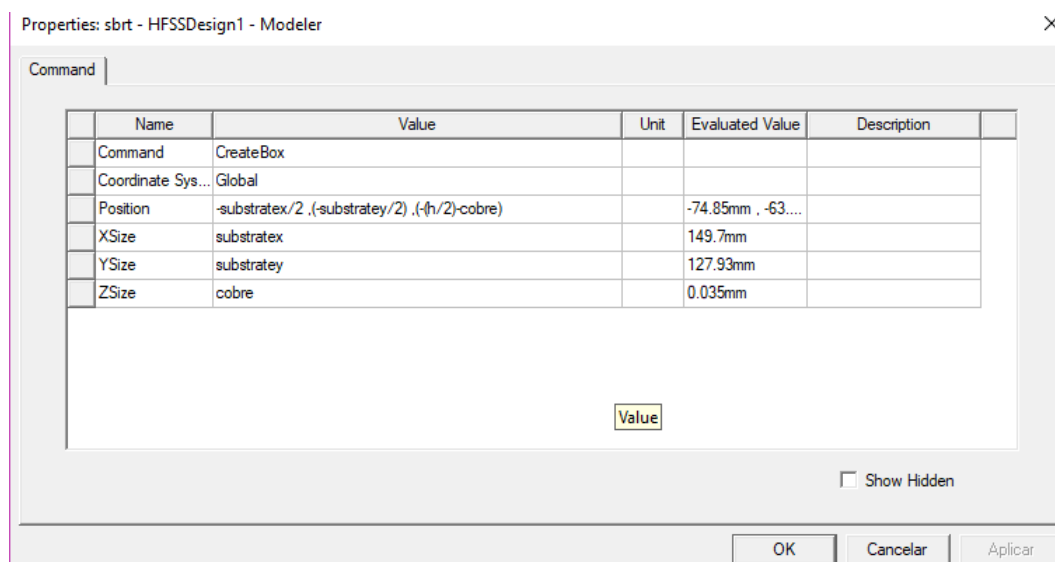 Properties: sbrt - HFSSDesign1 - Modeler
Command
Name Value Unit Evaluated Value Description
Command CreateBox
Coordinate Sys... Global
Position -substratex/2 ,(-substratey/2) ,(-(h/2)-cobre) -74.85mm , -63....
XSize substratex 149.7mm
YSize substratey 127.93mm
ZSize cobre 0.035mm
Value
Show Hidden
OK Cancelar Aplicar